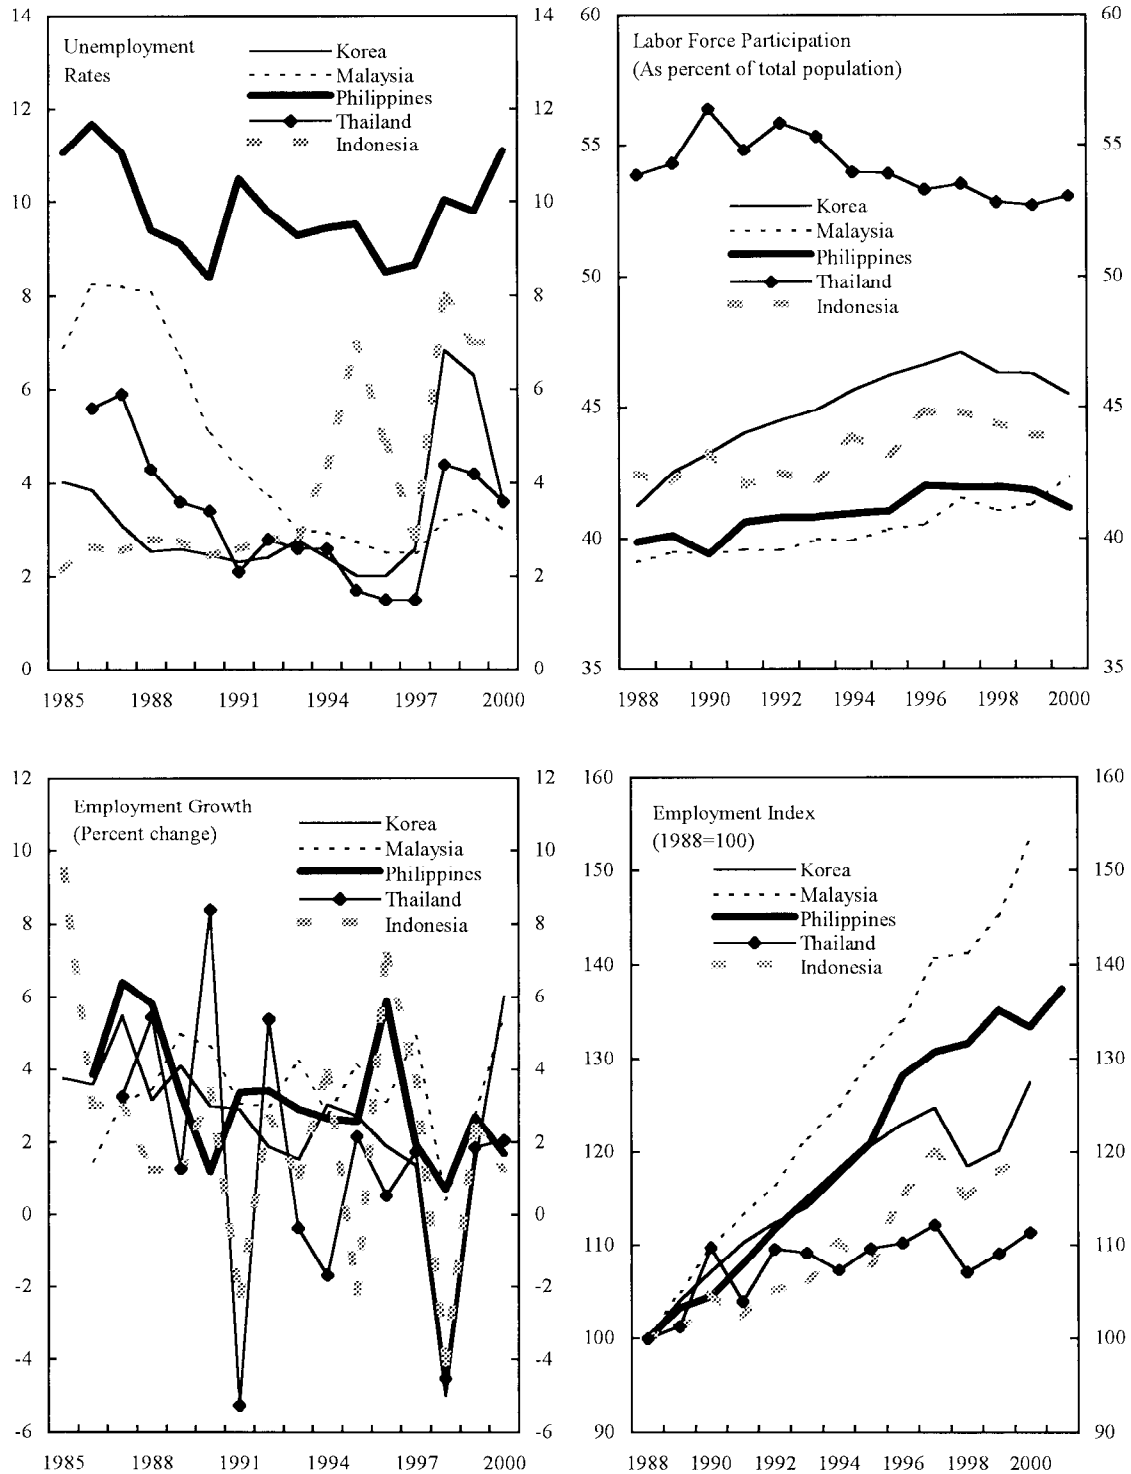 Unemployment
Rates
Korea
Malaysia
Philippines
Thailand
Indonesia
14 14
12 12
10 10
8 8
6 6
4 4
2 2
0 0
1985 1988 1991 1994 1997 2000
Labor Force Participation
(As percent of total population)
Korea
Malaysia
Philippines
Thailand
Indonesia
60 60
55 55
50 50
45 45
40 40
35 35
1988 1990 1992 1994 1996 1998 2000
Employment Growth
(Percent change)
Korea
Malaysia
Philippines
Thailand
Indonesia
12 12
10 10
8 8
6 6
4 4
2 2
0 0
-2 -2
-4 -4
-6 -6
1985 1988 1991 1994 1997 2000
Employment Index
(1988=100)
Korea
Malaysia
Philippines
Thailand
Indonesia
160 160
150 150
140 140
130 130
120 120
110 110
100 100
90 90
1988 1990 1992 1994 1996 1998 2000